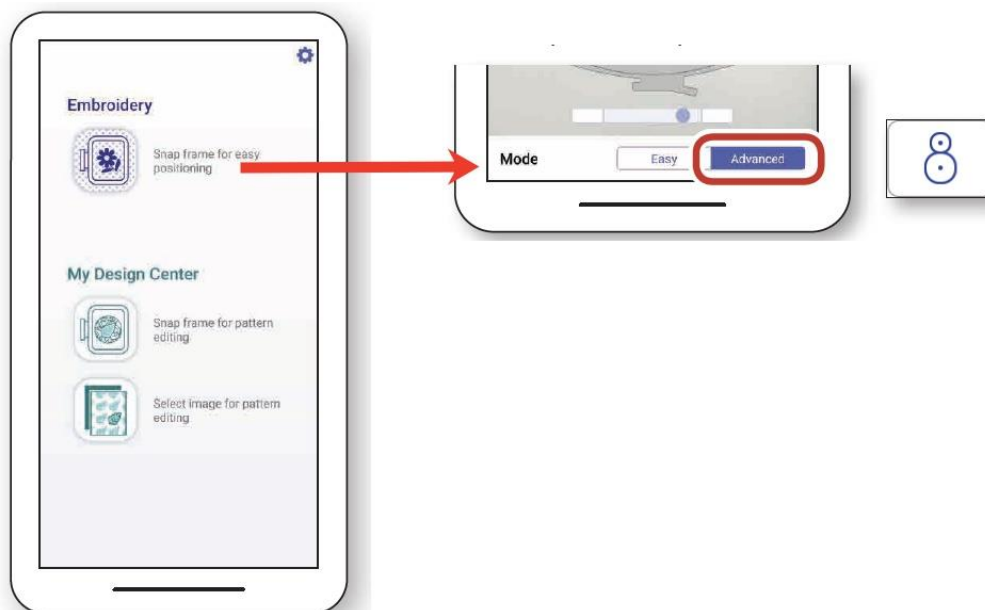 Embroidery
Snap frame for easy
positioning
My Design Center
Snap frame for pattern
editing
Select image for pattern
editing
Mode
Easy
Advanced